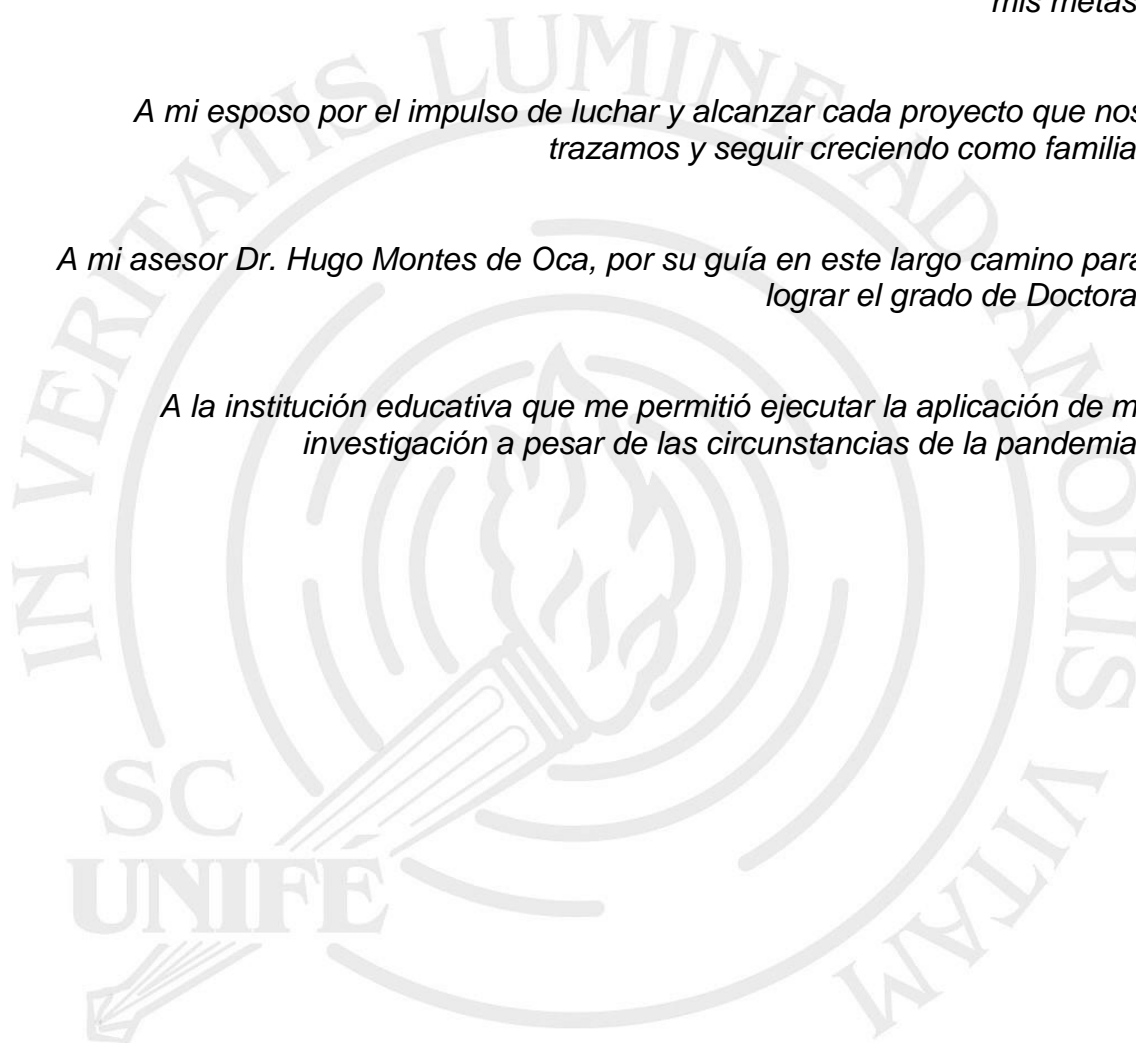 mis metas
A mi esposo por el impulso de luchar y alcanzar cada proyecto que nos
trazamos y seguir creciendo como familia
A mi asesor Dr. Hugo Montes de Oca, por su guía en este largo camino para
lograr el grado de Doctora
A la institución educativa que me permitió ejecutar la aplicación de m
investigación a pesar de las circunstancias de la pandemia
IN VERITATIS LUMINE AD AMORIS VITAM
SC
UNIFE